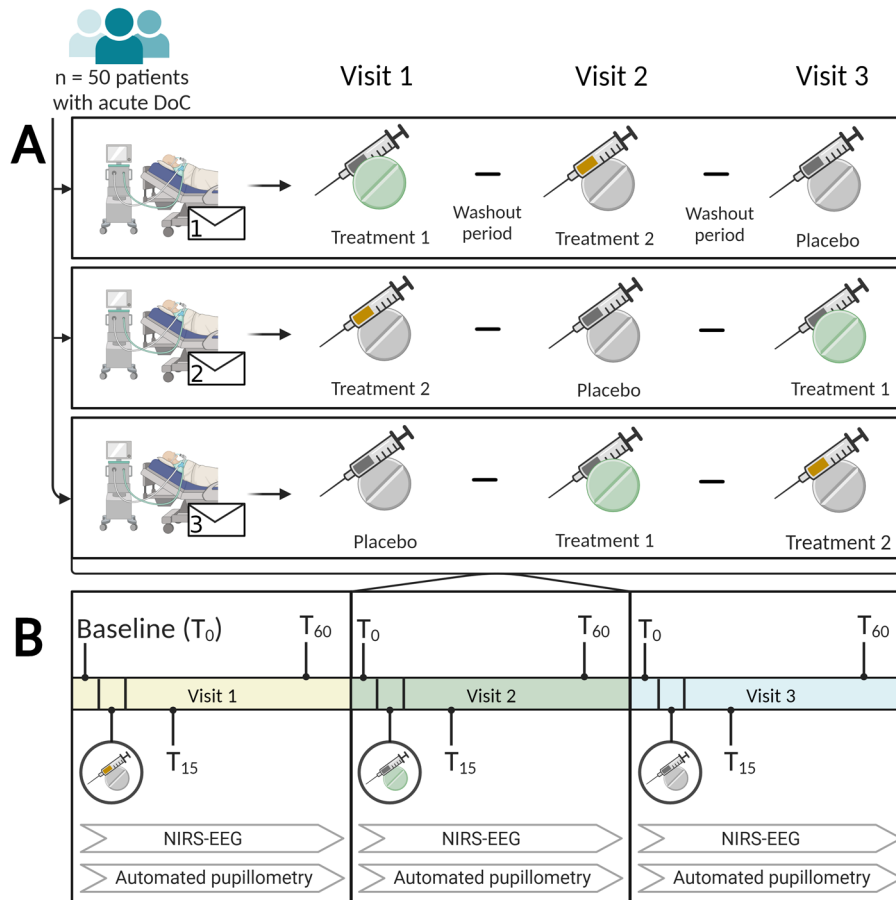 n = 50 patients
with acute DoC
Visit 1
Visit 2
Visit 3
A
1
Treatment 1
Washout
period
Treatment 2
Washout
period
Placebo
2
Treatment 2
Placebo
Treatment 1
3
Placebo
Treatment 1
Treatment 2
B
Baseline (T₀)
T₆₀
T₀
T₆₀
T₀
T₆₀
Visit 1
Visit 2
Visit 3
T₁₅
T₁₅
T₁₅
NIRS-EEG
NIRS-EEG
NIRS-EEG
Automated pupillometry
Automated pupillometry
Automated pupillometry